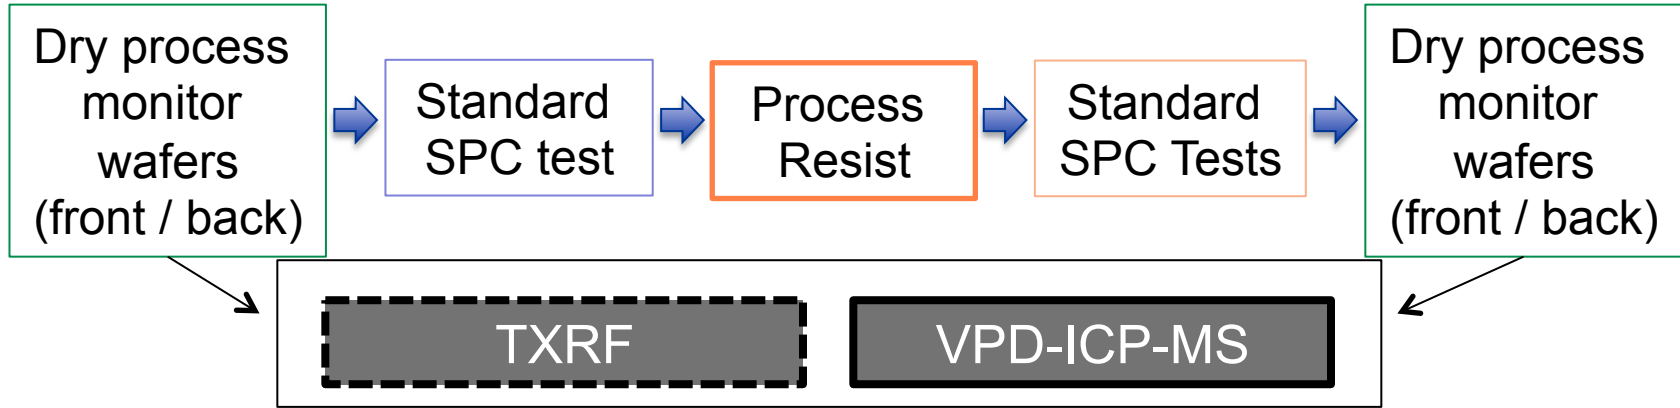 Dry process
monitor
wafers
(front / back)
Standard
SPC test
Process
Resist
Standard
SPC Tests
Dry process
monitor
wafers
(front / back)
TXRF
VPD-ICP-MS